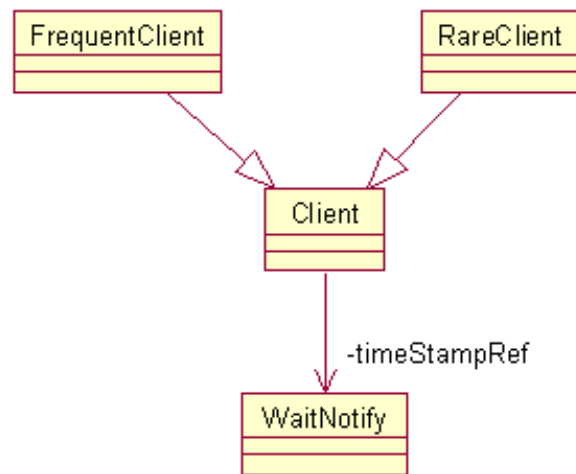 FrequentClient
RareClient
Client
-timeStampRef
WaitNotify